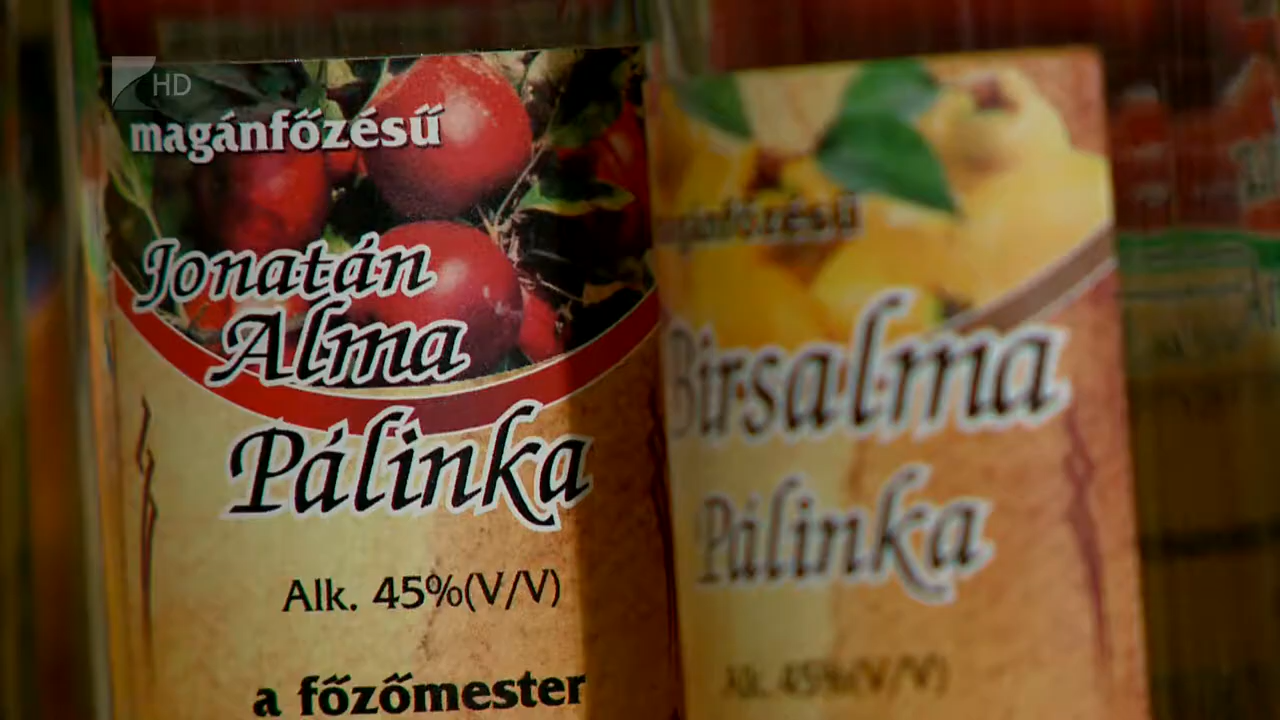 HD
magánfőzésű
Jonatán
Alma
Pálinka
Alk. 45%(V/V)
a főzőmester
magánfőzésű
Birsalma
Pálinka
Alk. 45%(V/V)